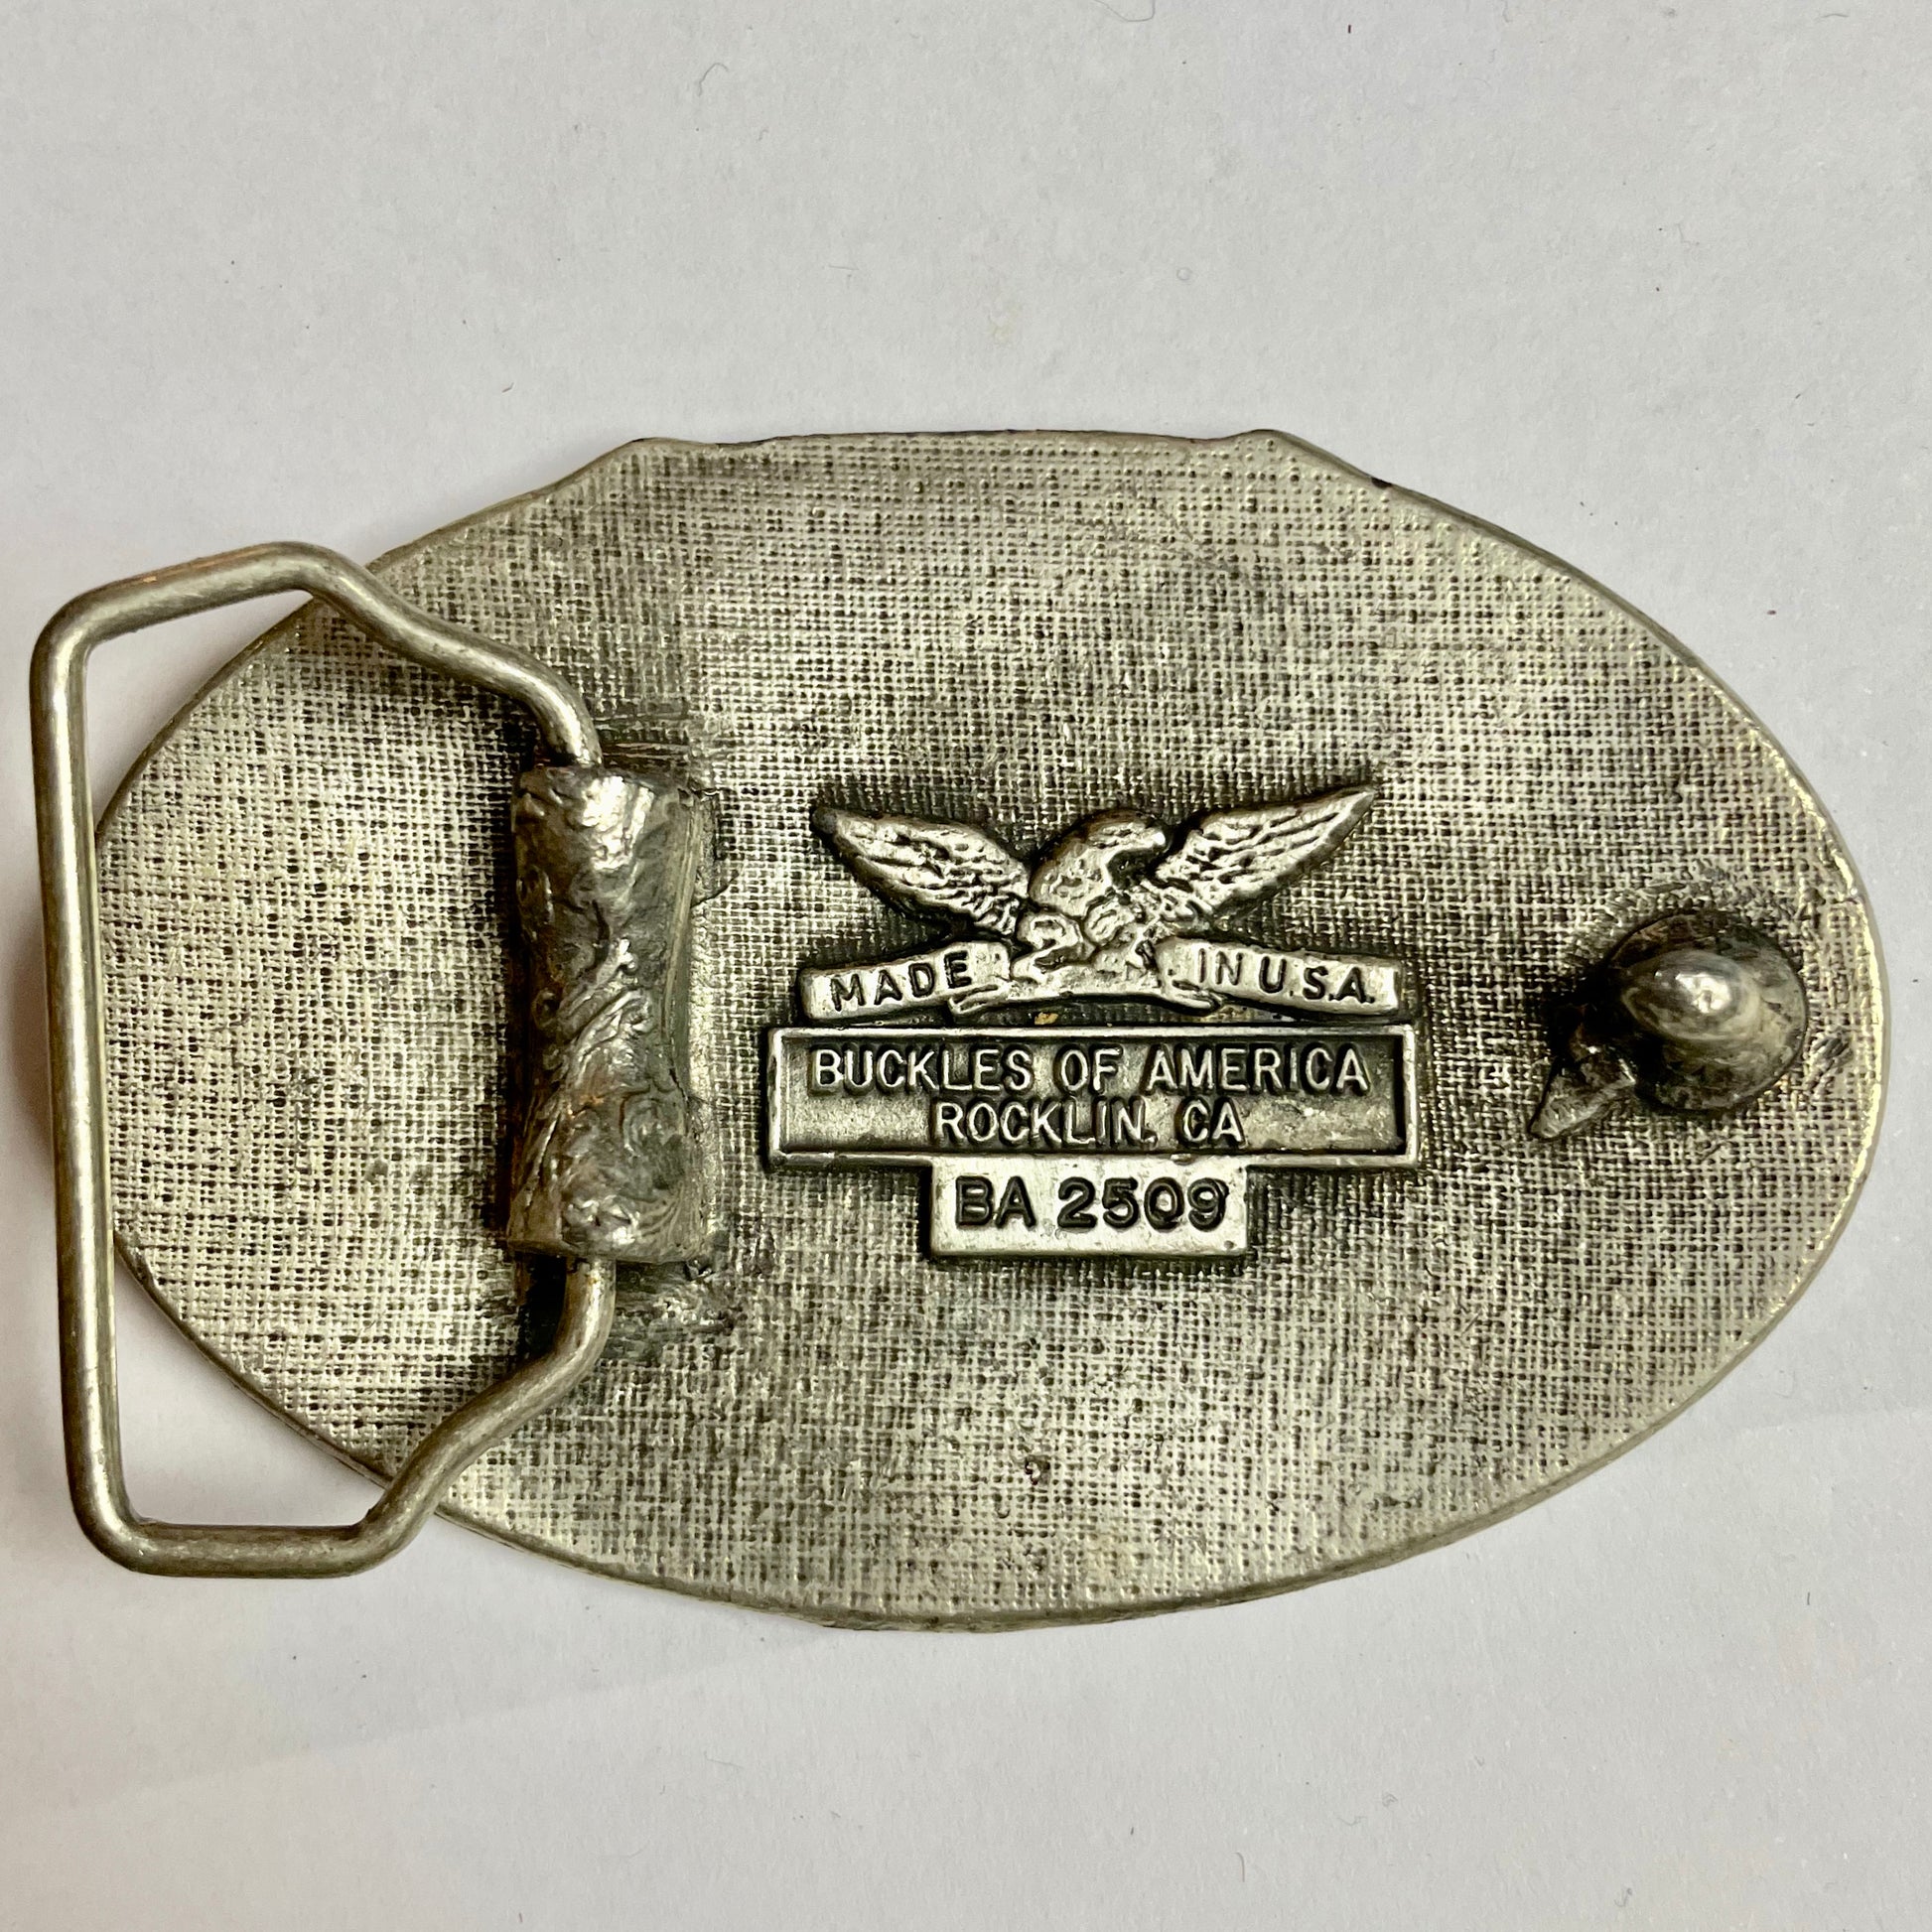 MADE IN U.S.A.
BUCKLES OF AMERICA
ROCKLIN, CA
BA 2509